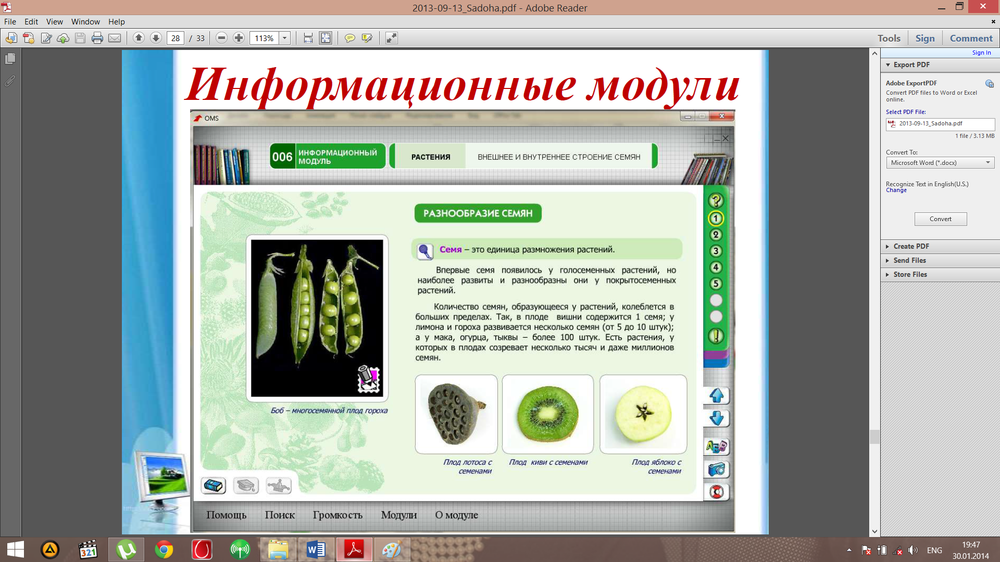 2013-09-13_Sadoha.pdf - Adobe Reader
File Edit View Window Help
28 / 33 113% Tools Sign Comment
Sign In
Export PDF
Adobe ExportPDF
Convert PDF files to Word or Excel
online.
Select PDF File:
2013-09-13_Sadoha.pdf
1 file / 3.13 MB
Convert To:
Microsoft Word (*.docx)
Recognize Text in English(U.S.)
Change
Convert
Create PDF
Send Files
Store Files
Информационные модули
OMS
006
ИНФОРМАЦИОННЫЙ
МОДУЛЬ
РАСТЕНИЯ
ВНЕШНЕЕ И ВНУТРЕННЕЕ СТРОЕНИЕ СЕМЯН
РАЗНООБРАЗИЕ СЕМЯН
Семя – это единица размножения растений.
Впервые семя появилось у голосеменных растений, но
наиболее развиты и разнообразны они у покрытосеменных
растений.
Количество семян, образующееся у растений, колеблется в
больших пределах. Так, в плоде вишни содержится 1 семя; у
лимона и гороха развивается несколько семян (от 5 до 10 штук);
а у мака, огурца, тыквы – более 100 штук. Есть растения, у
которых в плодах созревает несколько тысяч и даже миллионов
семян.
Боб – многосемянной плод гороха
Плод лотоса с
семенами
Плод киви с семенами
Плод яблоко с
семенами
?
1
2
3
4
5
!
АБВ
Помощь Поиск Громкость Модули О модуле
321
ENG
19:47
30.01.2014